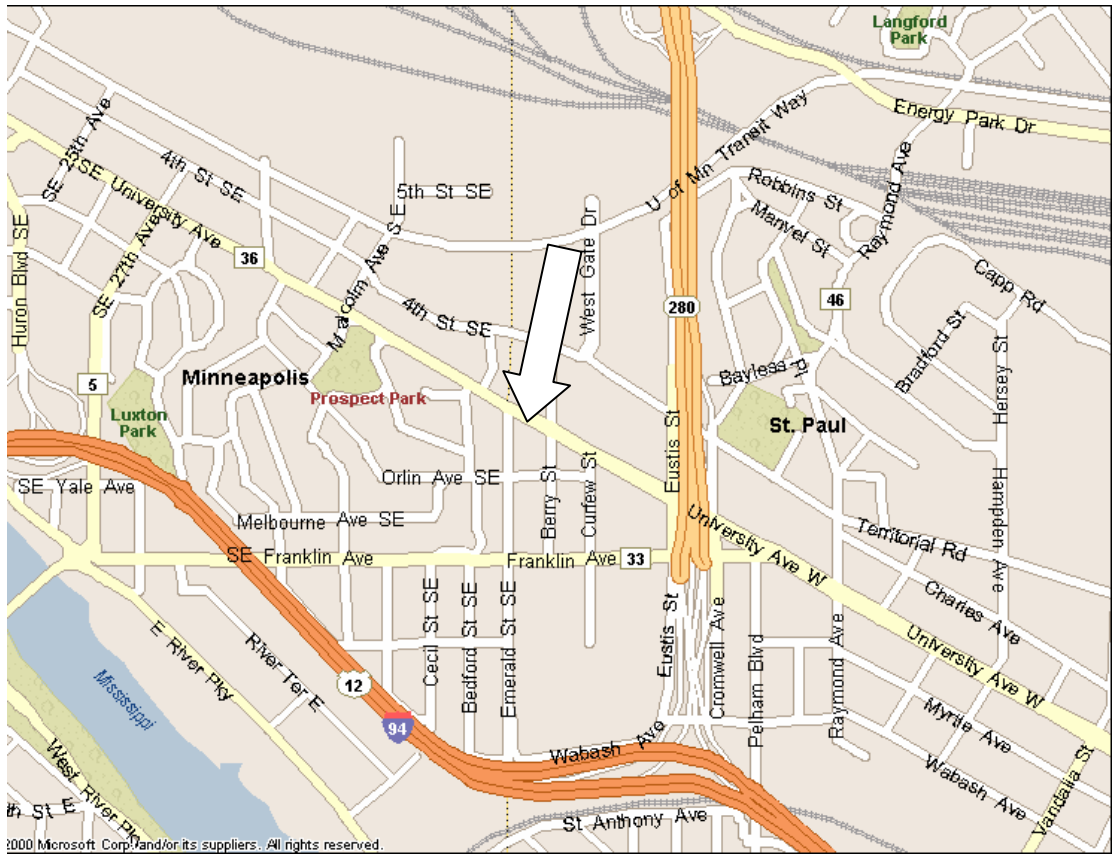 Langford
Park
Energy Park Dr
U of Mn Transit Way
Raymond Ave
SE 25th Ave
4th St SE
5th St SE
Robbins St
Manvel St
SE University Ave
Huron Blvd SE
SE 27th Ave
36
Malcolm Ave SE
West Gate Dr
Capp Rd
46
280
4th St SE
Bradford St
Hersey St
Bayless Pl
5
Minneapolis
Prospect Park
Luxton
Park
St. Paul
Eustis St
Orlin Ave SE
SE Yale Ave
Berry St
Curfew St
Hampden Ave
Melbourne Ave SE
University Ave W
Territorial Rd
SE Franklin Ave
Franklin Ave
33
Charles Ave
Cecil St SE
Bedford St SE
Emerald St SE
Eustis St
Cromwell Ave
Pelham Blvd
Raymond Ave
University Ave W
E River Pky
River Ter E
Mississippi
12
94
Myrtle Ave
Wabash Ave
Wabash Ave
Vandalia St
West River Pky
th St E
St Anthony Ave
2000 Microsoft Corp. and/or its suppliers. All rights reserved.